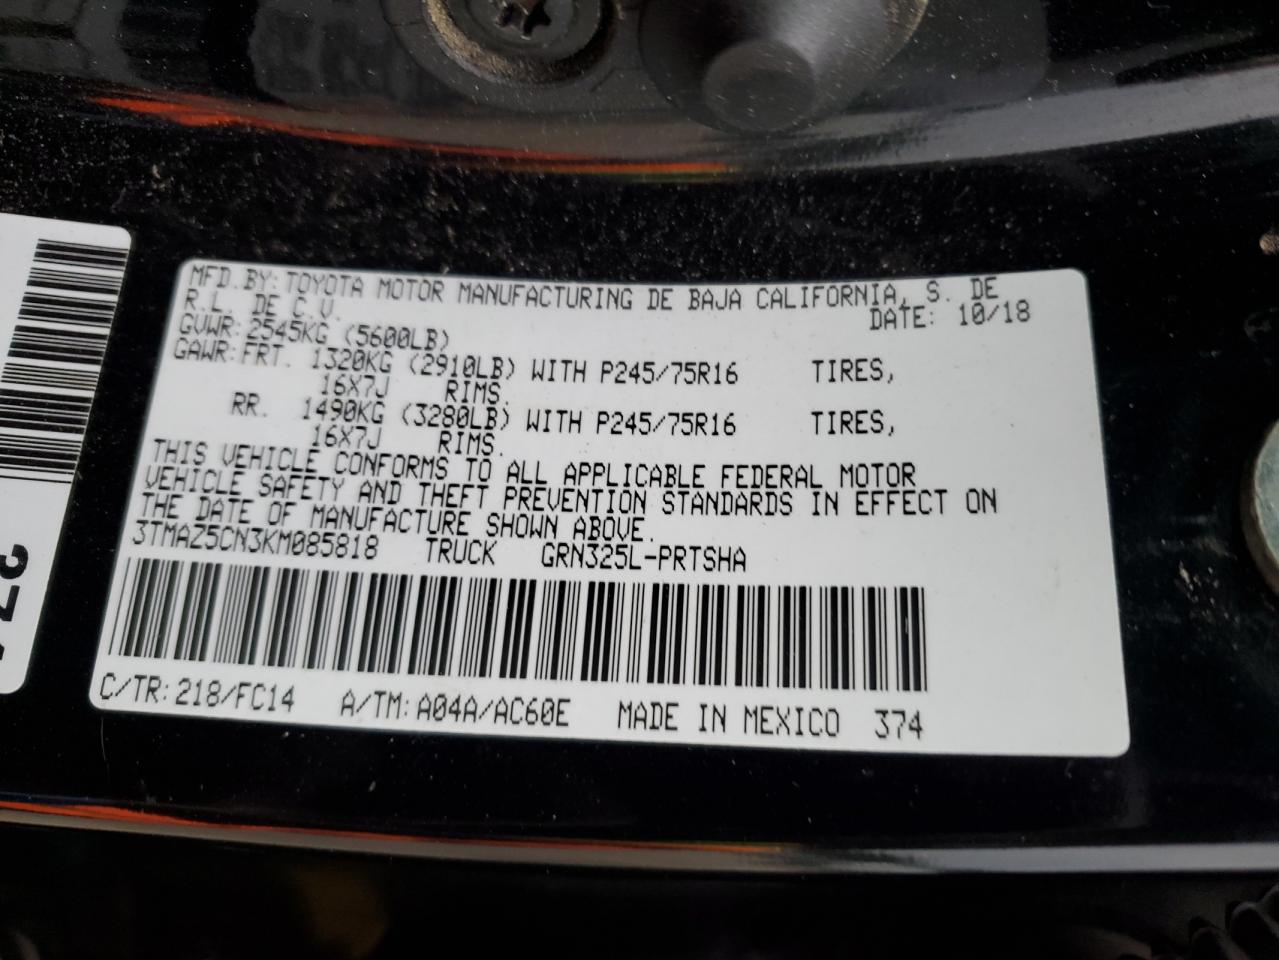 MFD. BY: TOYOTA MOTOR MANUFACTURING DE BAJA CALIFORNIA, S. DE
R.L. DE C.V. DATE: 10/18
GVWR: 2545KG (5600LB)
GAWR: FRT. 1320KG (2910LB) WITH P245/75R16 TIRES,
16X7J RIMS.
RR. 1490KG (3280LB) WITH P245/75R16 TIRES,
16X7J RIMS.
THIS VEHICLE CONFORMS TO ALL APPLICABLE FEDERAL MOTOR
VEHICLE SAFETY AND THEFT PREVENTION STANDARDS IN EFFECT ON
THE DATE OF MANUFACTURE SHOWN ABOVE.
3TMAZ5CN3KM085818 TRUCK GRN325L-PRTSHA
C/TR: 218/FC14 A/TM: A04A/AC60E MADE IN MEXICO 374